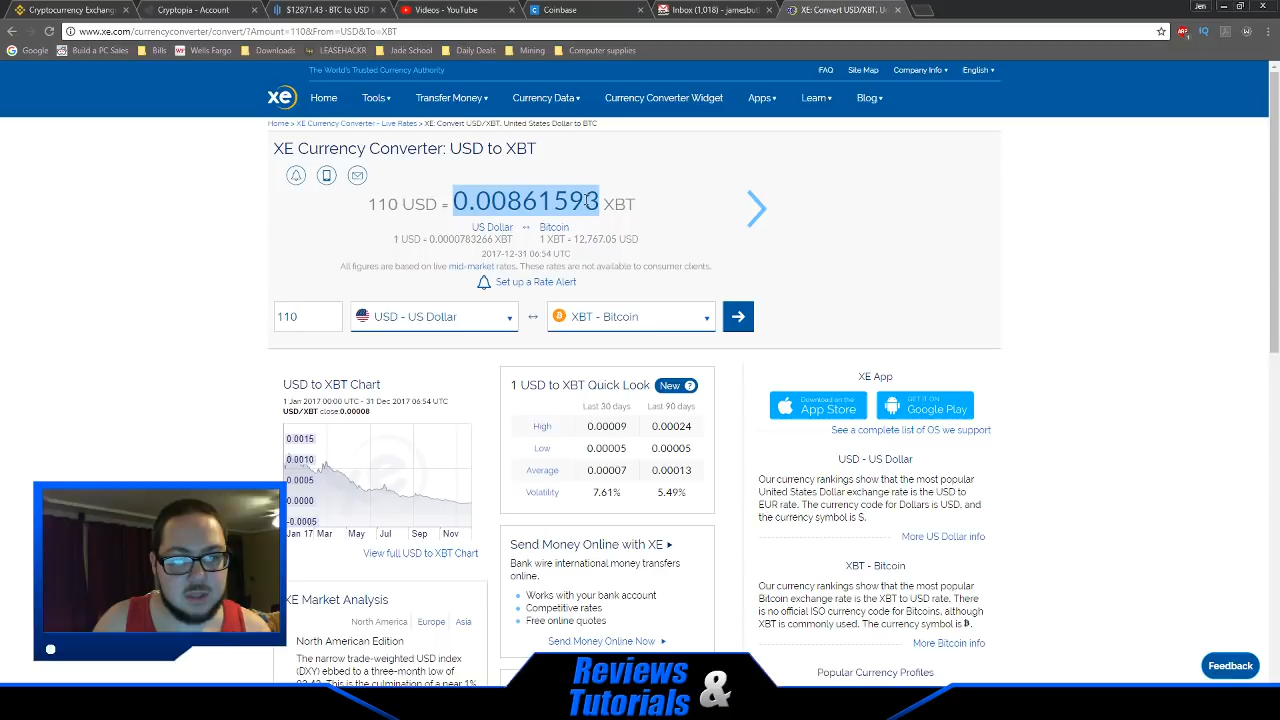 Cryptocurrency Exchang
Cryptopia - Account
$12871.43 - BTC to USD
Videos - YouTube
Coinbase
Inbox (1,018) - jamesbut
XE: Convert USD/XBT, U
Jen
www.xe.com/currencyconverter/convert/?Amount=110&From=USD&To=XBT
Google
Build a PC Sales
Bills
Wells Fargo
Downloads
LEASEHACKR
Jade School
Daily Deals
Mining
Computer supplies
The World's Trusted Currency Authority
FAQ
Site Map
Company Info
English
xe
Home
Tools
Transfer Money
Currency Data
Currency Converter Widget
Apps
Learn
Blog
Home > XE Currency Converter - Live Rates > XE: Convert USD/XBT. United States Dollar to BTC
XE Currency Converter: USD to XBT
110 USD = 0.00861593 XBT
US Dollar ↔ Bitcoin
1 USD = 0.0000783266 XBT
1 XBT = 12,767.05 USD
2017-12-31 06:54 UTC
All figures are based on live mid-market rates. These rates are not available to consumer clients.
Set up a Rate Alert
110
USD - US Dollar
XBT - Bitcoin
USD to XBT Chart
1 Jan 2017 00:00 UTC - 31 Dec 2017 06:54 UTC
USD/XBT close:0.00008
0.0015
0.0010
0.0005
0.0000
-0.0005
Jan 17 Mar May Jul Sep Nov
View full USD to XBT Chart
1 USD to XBT Quick Look
New ?
Last 30 days Last 90 days
High 0.00009 0.00024
Low 0.00005 0.00005
Average 0.00007 0.00013
Volatility 7.61% 5.49%
XE App
Download on the
App Store
GET IT ON
Google Play
See a complete list of OS we support
USD - US Dollar
Our currency rankings show that the most popular
United States Dollar exchange rate is the USD to
EUR rate. The currency code for Dollars is USD, and
the currency symbol is $.
More US Dollar info
XBT - Bitcoin
Our currency rankings show that the most popular
Bitcoin exchange rate is the XBT to USD rate. There
is no official ISO currency code for Bitcoins, although
XBT is commonly used. The currency symbol is Ƀ.
More Bitcoin info
Popular Currency Profiles
Send Money Online with XE
Bank wire international money transfers
online.
Works with your bank account
Competitive rates
Free online quotes
Send Money Online Now
XE Market Analysis
North America
Europe
Asia
North American Edition
The narrow trade-weighted USD index
(DXY) ebbed to a three-month low of
Feedback
Reviews
&
Tutorials